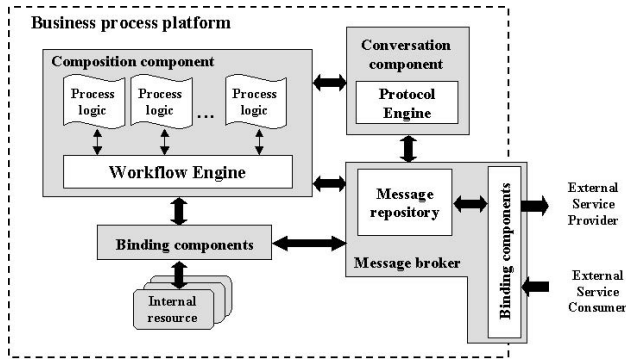 Business process platform
Composition component
Process
logic
Process
logic
...
Process
logic
Workflow Engine
Conversation
component
Protocol
Engine
Message
repository
Message broker
Binding components
Binding components
Internal
resource
External
Service
Provider
External
Service
Consumer